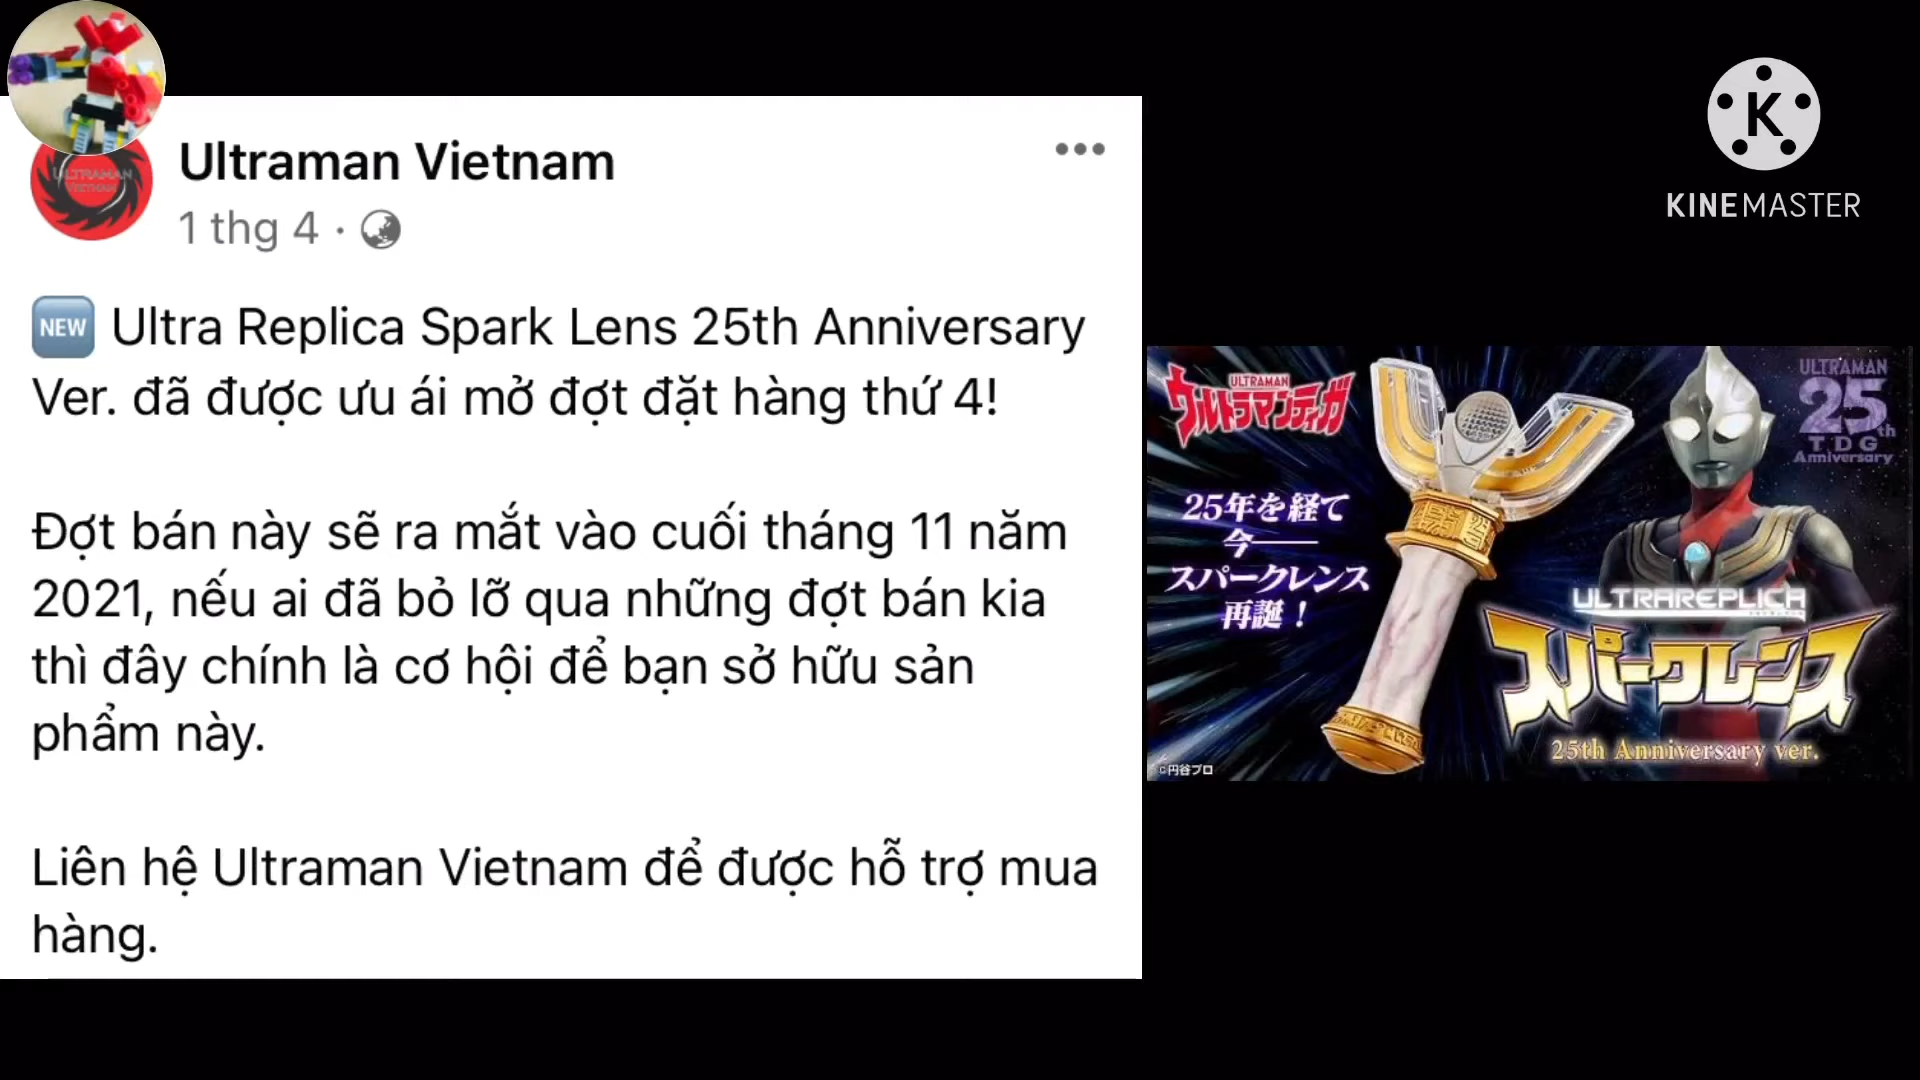 Ultraman Vietnam
1 thg 4 ·
NEW Ultra Replica Spark Lens 25th Anniversary
Ver. đã được ưu ái mở đợt đặt hàng thứ 4!
Đợt bán này sẽ ra mắt vào cuối tháng 11 năm
2021, nếu ai đã bỏ lỡ qua những đợt bán kia
thì đây chính là cơ hội để bạn sở hữu sản
phẩm này.
Liên hệ Ultraman Vietnam để được hỗ trợ mua
hàng.
ULTRAMAN
VIETNAM
K
KINEMASTER
ULTRAMAN
ウルトラマンティガ
25年を経て
今——
スパークレンス
再誕！
ULTRAMAN
25th
TDG
Anniversary
ULTRAREPLICA
スパークレンス
25th Anniversary ver.
©円谷プロ